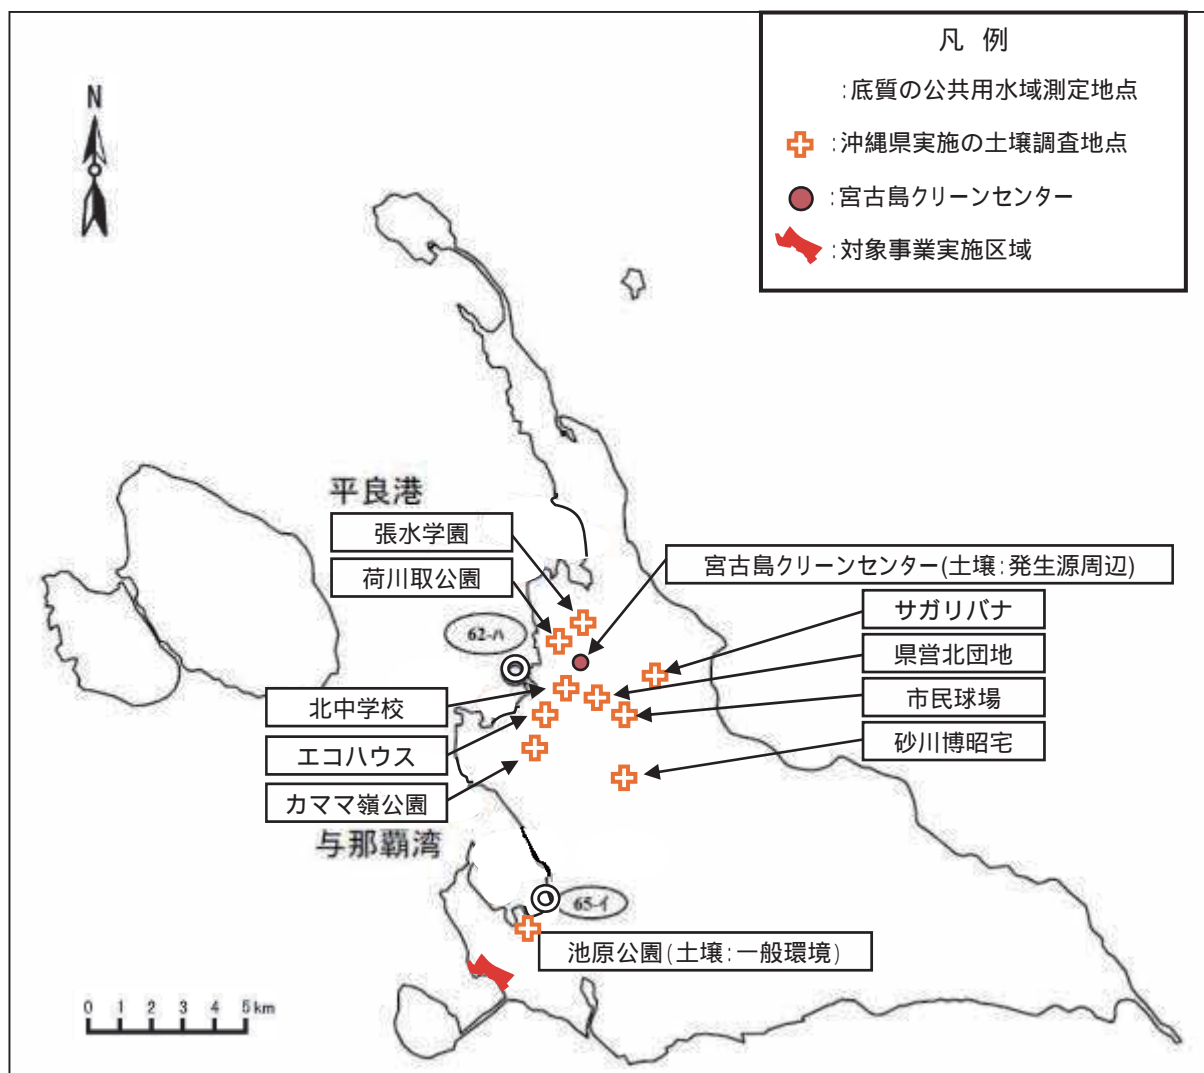 凡 例
:底質の公共用水域測定地点
:沖縄県実施の土壌調査地点
:宮古島クリーンセンター
:対象事業実施区域
N
平良港
張水学園
荷川取公園
宮古島クリーンセンター(土壌:発生源周辺)
サガリバナ
62-ハ
県営北団地
北中学校
市民球場
エコハウス
砂川博昭宅
カママ嶺公園
与那覇湾
65-イ
池原公園(土壌:一般環境)
0 1 2 3 4 5 km